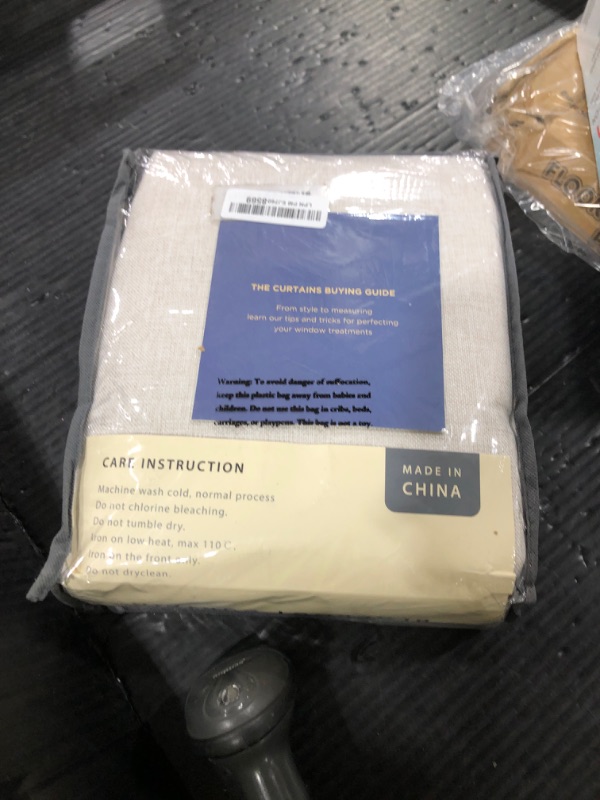 THE CURTAINS BUYING GUIDE
From style to measuring
learn our tips and tricks for perfecting
your window treatments
Warning: To avoid danger of suffocation,
keep this plastic bag away from babies and
children. Do not use this bag in cribs, beds,
carriages, or playpens. This bag is not a toy.
CARE INSTRUCTION
Machine wash cold, normal process
Do not chlorine bleaching.
Do not tumble dry.
Iron on low heat, max 110℃.
Iron on the front only.
Do not dryclean.
MADE IN
CHINA